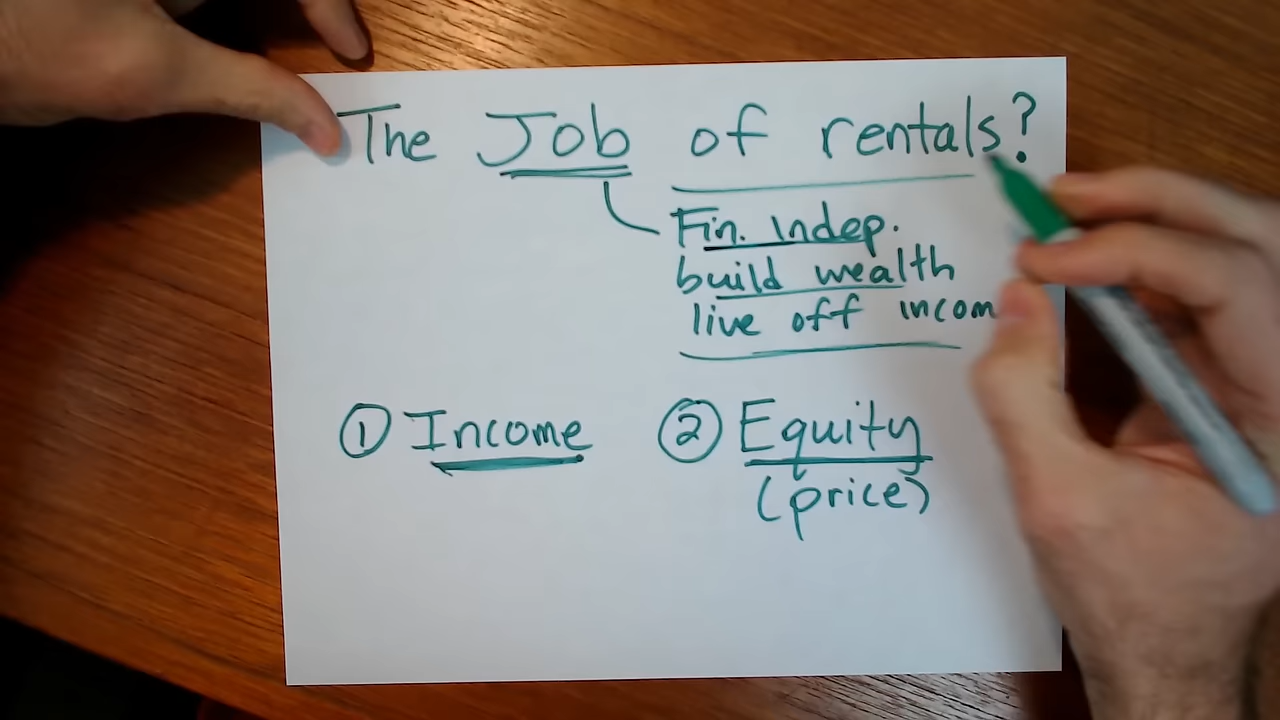 The Job of rentals?
Fin. Indep.
build wealth
live off incom
① Income ② Equity
(price)